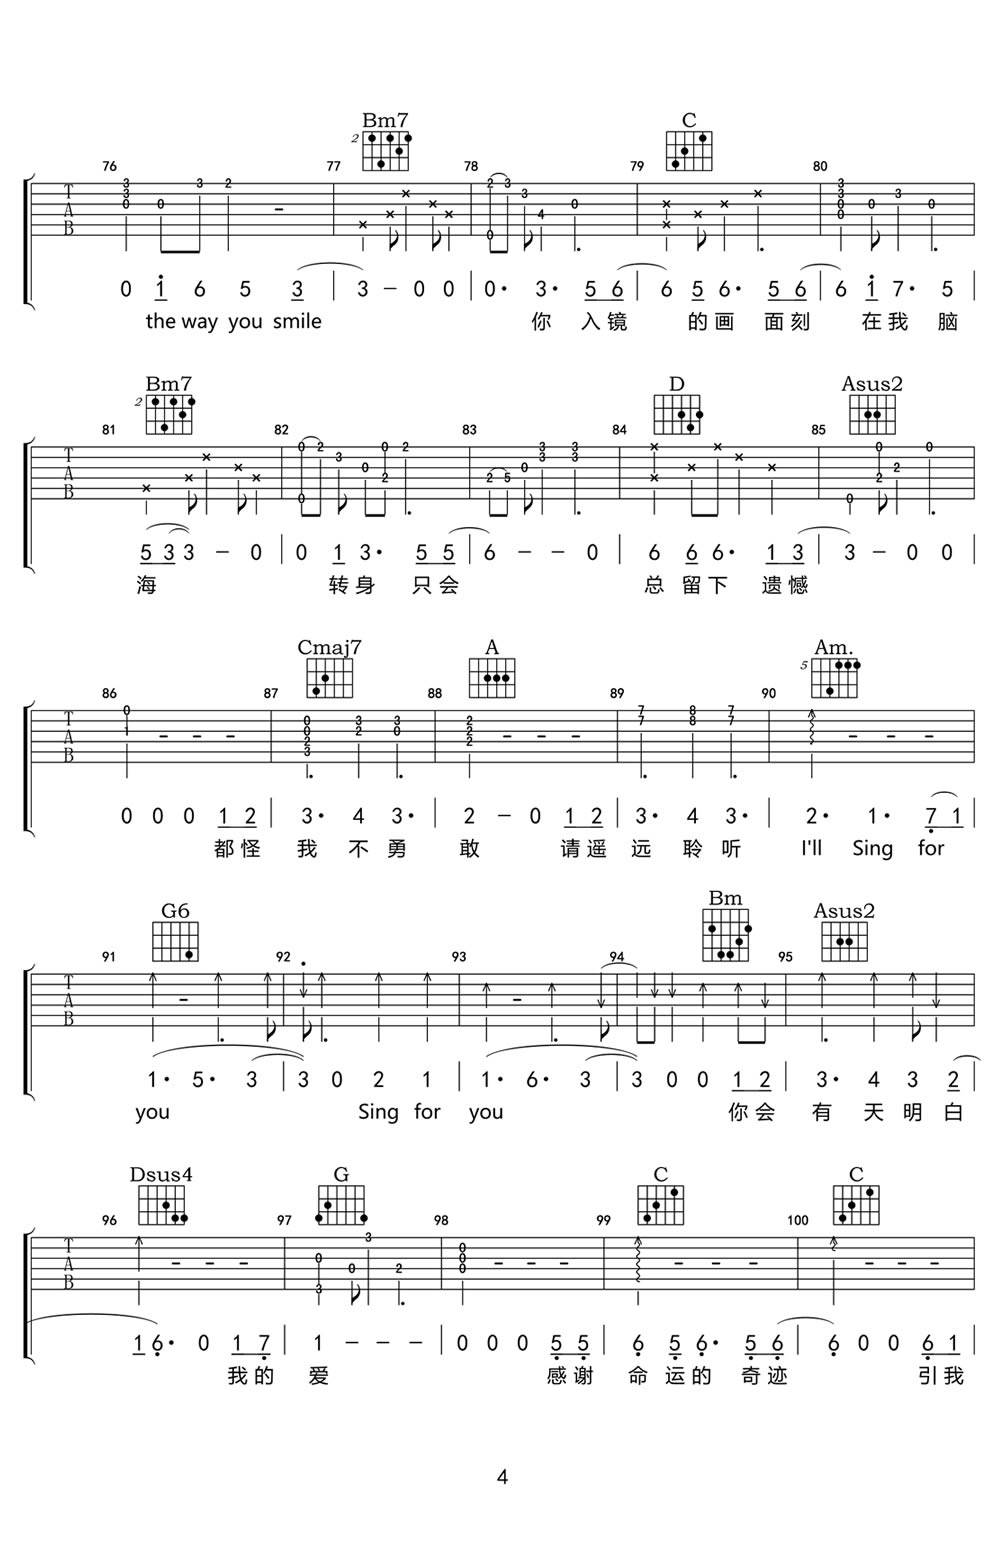 Bm7 C
2
76 77 78 79 80
T
A
B
0 1 6 5 3 | 3 – 0 0 | 0· 3· 5 6 | 6 5 6· 5 6 | 6 1 7· 5 |
the way you smile 你 入 镜 的 画 面 刻 在 我 脑
Bm7 D Asus2
2
81 82 83 84 85
T
A
B
5 3 3 – 0 | 0 1 3· 5 5 | 6 – – 0 | 6 6 6· 1 3 | 3 – 0 0 |
海 转 身 只 会 总 留 下 遗 憾
Cmaj7 A Am.
5
86 87 88 89 90
T
A
B
0 0 0 1 2 | 3· 4 3· | 2 – 0 1 2 | 3· 4 3· | 2· 1· 7 1 |
都 怪 我 不 勇 敢 请 遥 远 聆 听 I'll Sing for
G6 Bm Asus2
91 92 93 94 95
T
A
B
1· 5· 3 | 3 0 2 1 | 1· 6· 3 | 3 0 0 1 2 | 3· 4 3 2 |
you Sing for you 你 会 有 天 明 白
Dsus4 G C C
96 97 98 99 100
T
A
B
1 6· 0 1 7 | 1 – – – | 0 0 0 5 5 | 6 5 6· 5 6 | 6 0 0 6 1 |
我 的 爱 感 谢 命 运 的 奇 迹 引 我
4